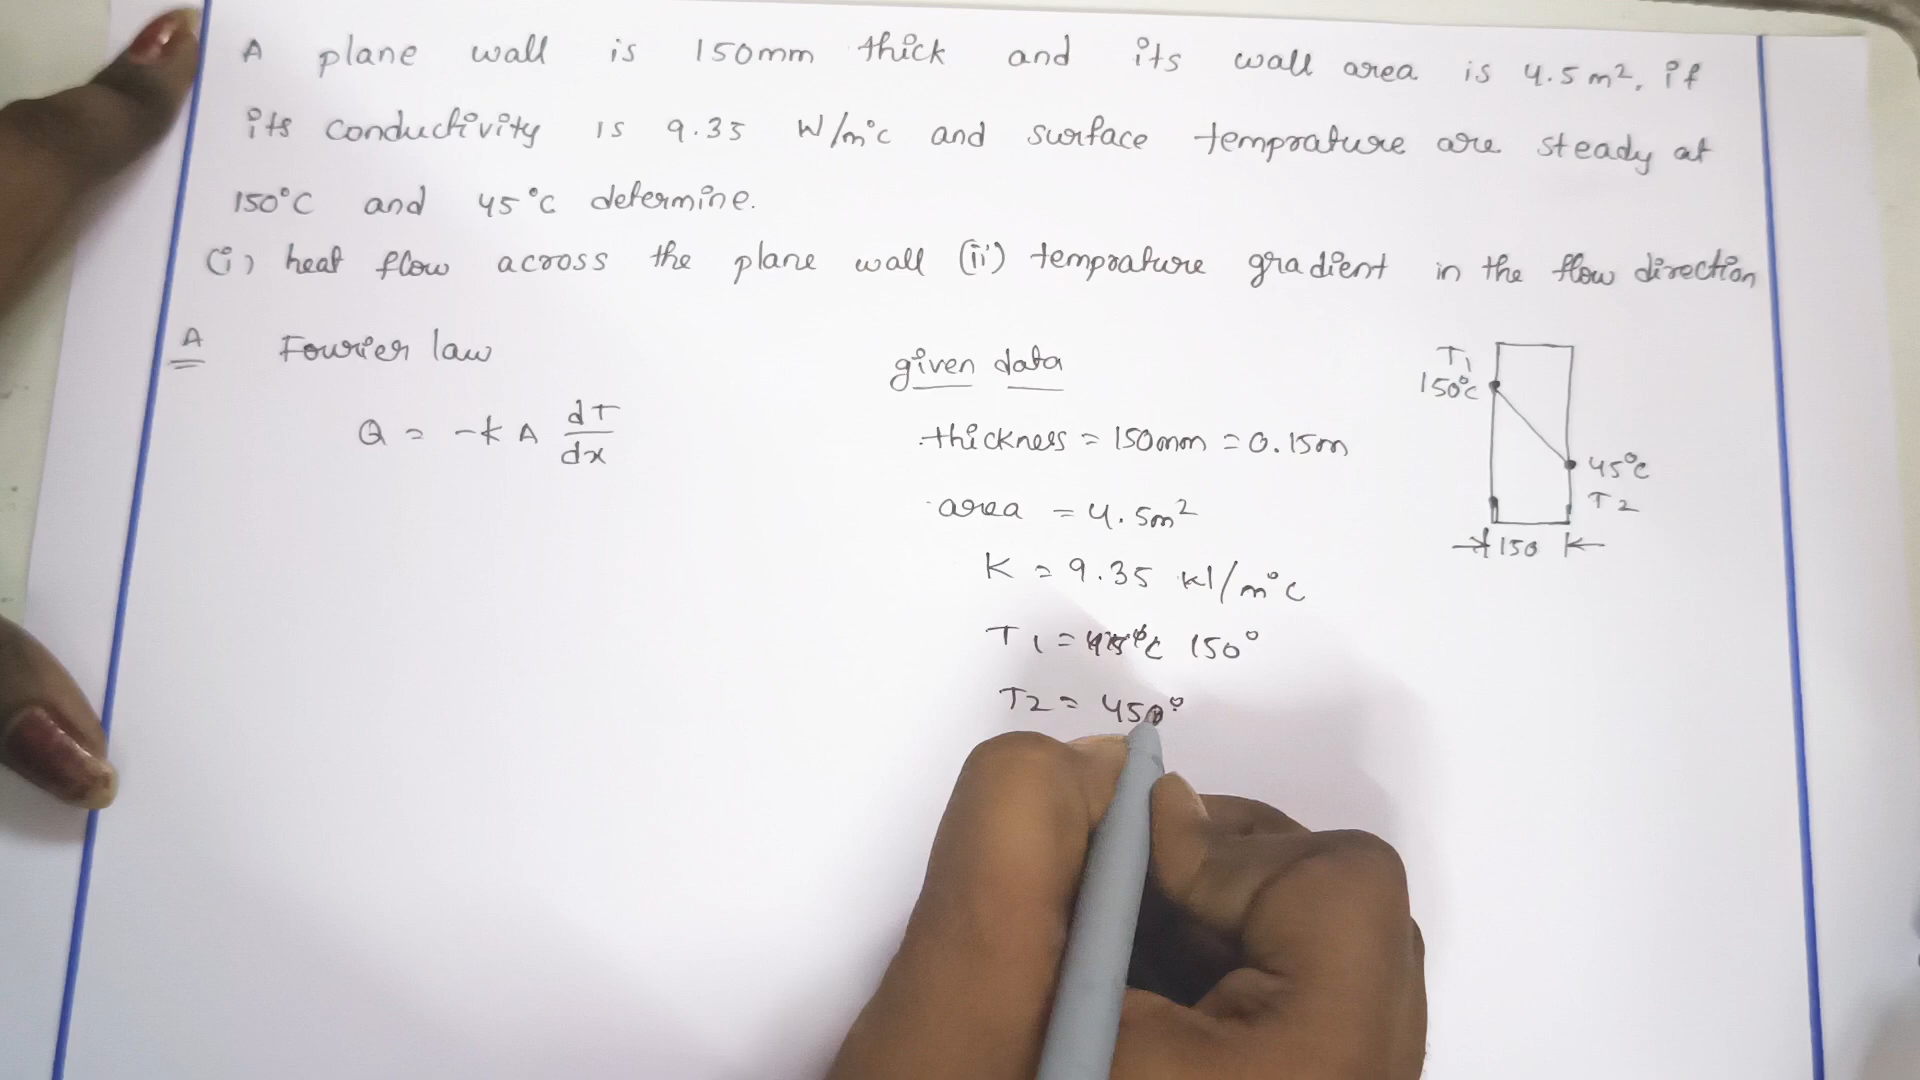 A plane wall is 150mm thick and its wall area is 4.5m², if
its conductivity is 9.35 W/m°c and surface temprature are steady at
150°C and 45°C determine.
(i) heat flow across the plane wall (ii) temprature gradient in the flow direction
A Fourier law
Q = -k A dT/dx
given data
thickness = 150mm = 0.15m
area = 4.5m²
K = 9.35 W/m°c
T1 = 150°
T2 = 45
T1
150°c
45°c
T2
150